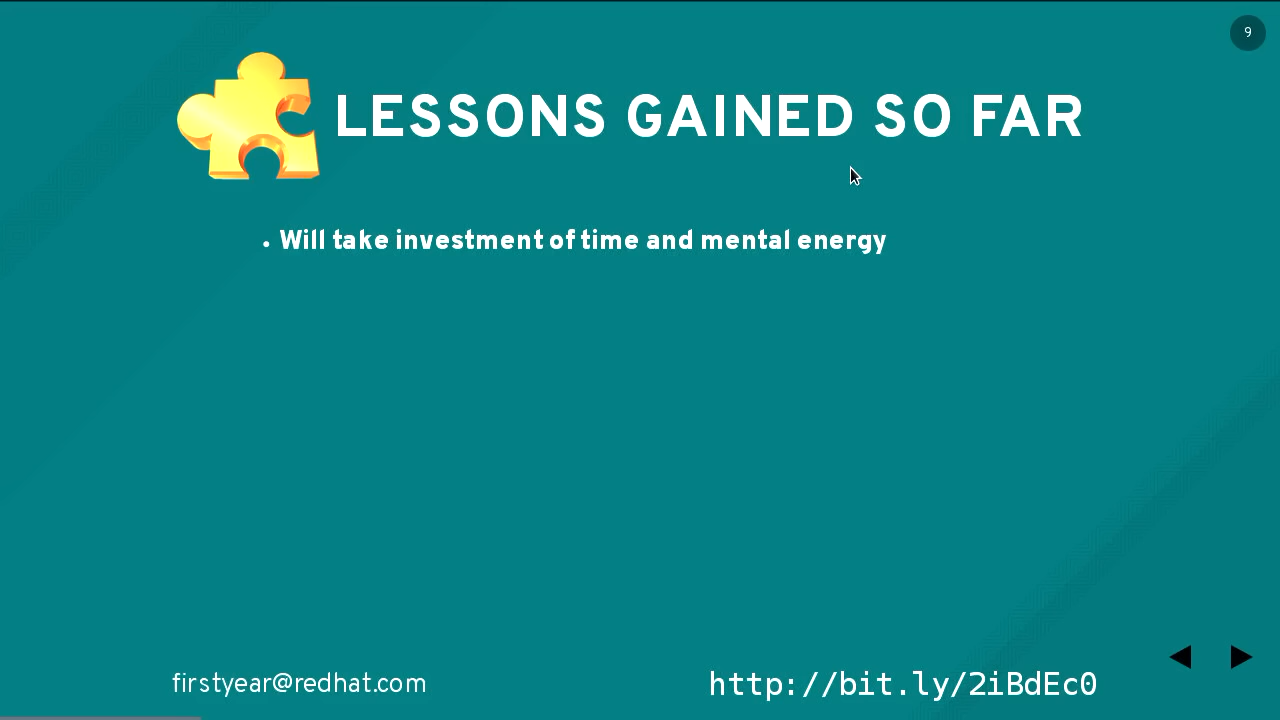 9
LESSONS GAINED SO FAR
• Will take investment of time and mental energy
firstyear@redhat.com
http://bit.ly/2iBdEc0